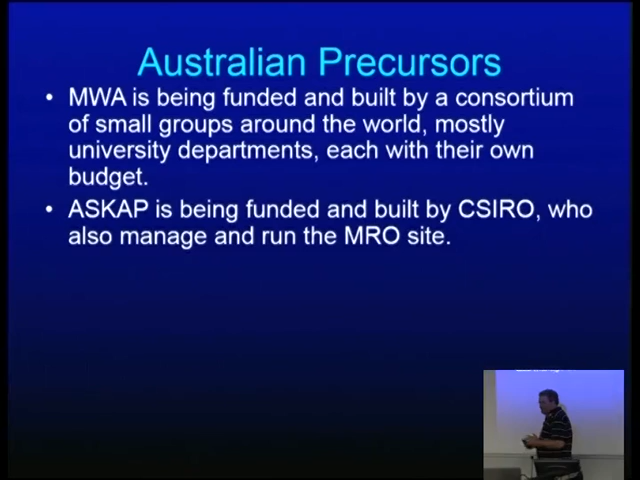 Australian Precursors
• MWA is being funded and built by a consortium
of small groups around the world, mostly
university departments, each with their own
budget.
• ASKAP is being funded and built by CSIRO, who
also manage and run the MRO site.